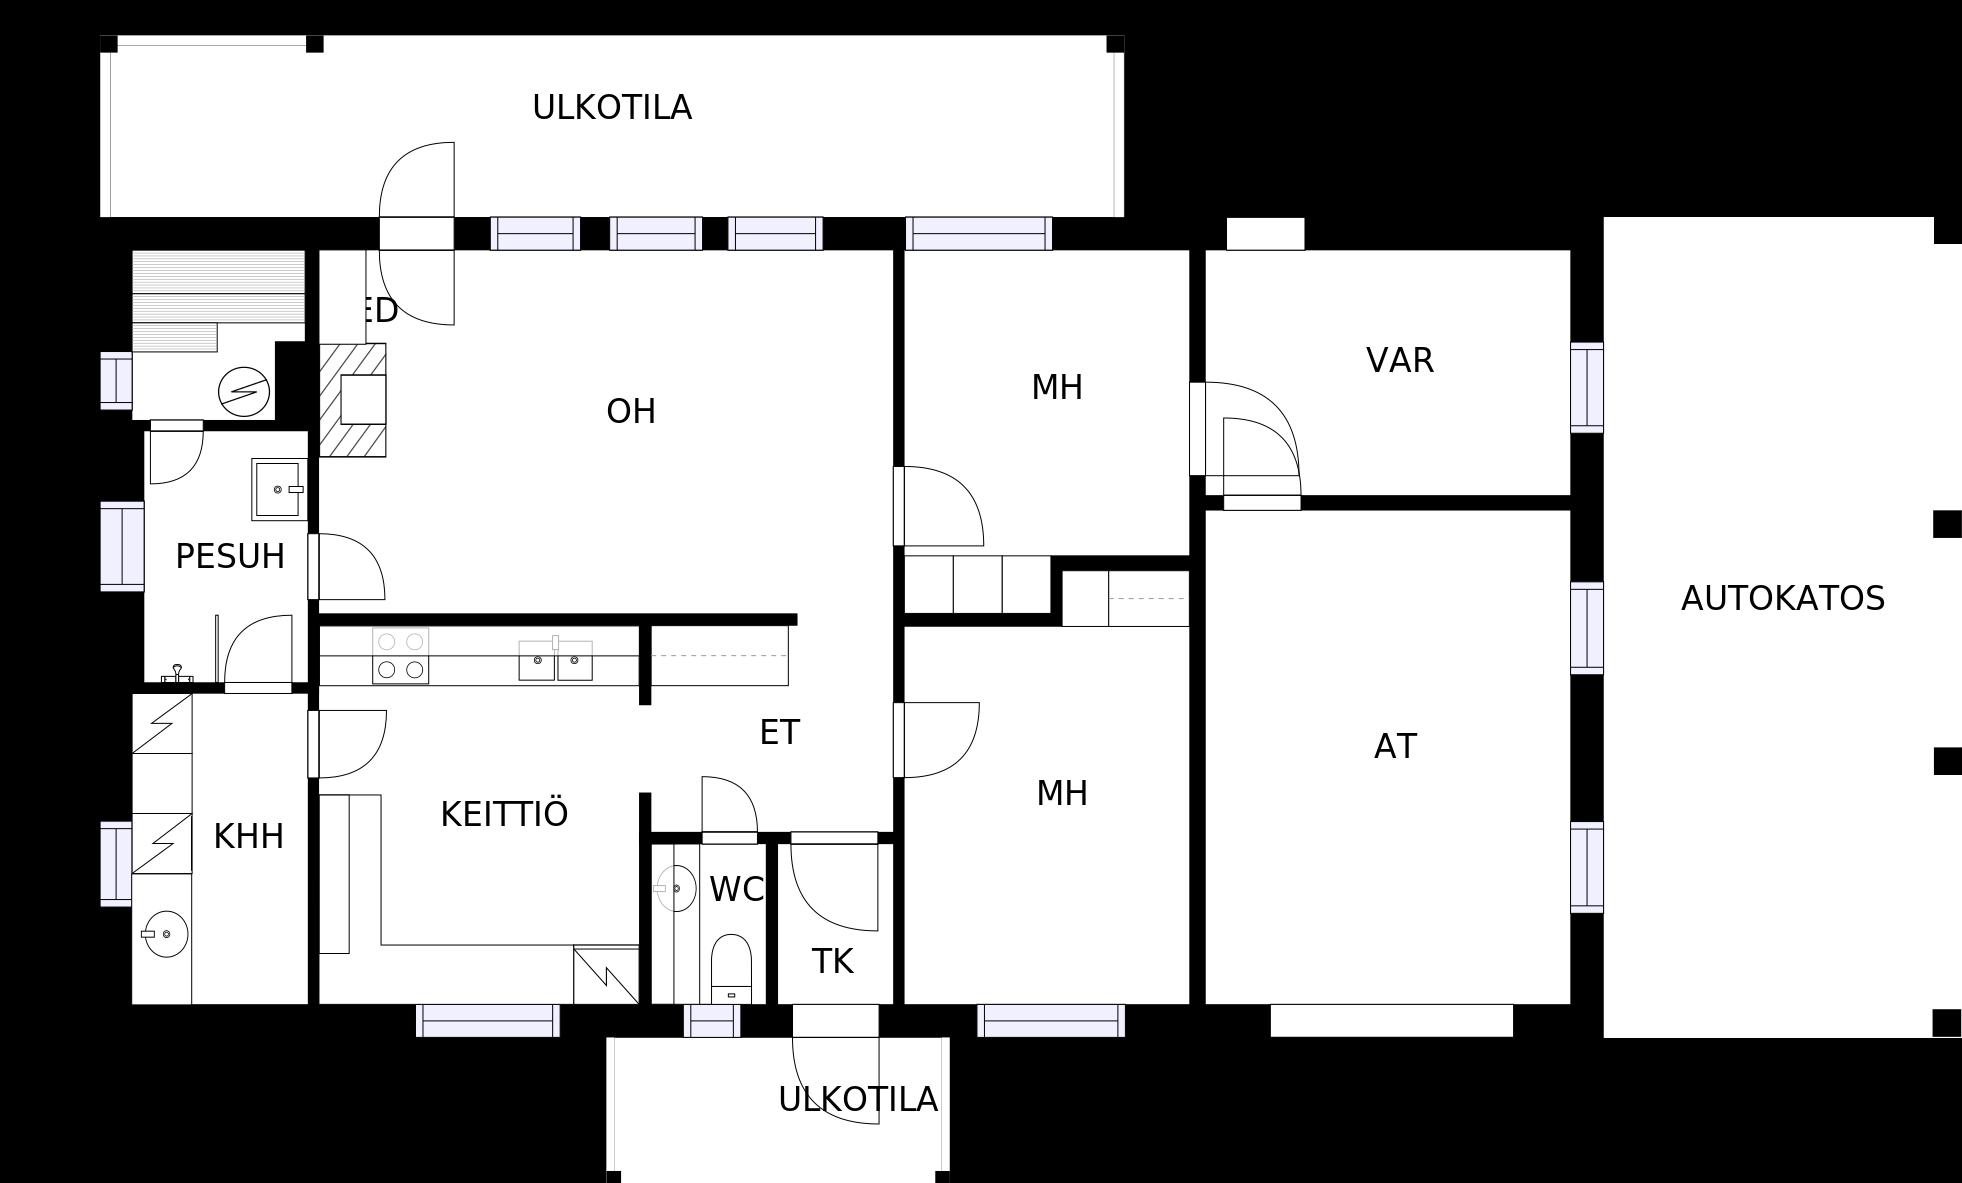 ULKOTILA
ED
OH
MH
VAR
PESUH
AUTOKATOS
ET
AT
MH
KEITTIÖ
KHH
WC
TK
ULKOTILA